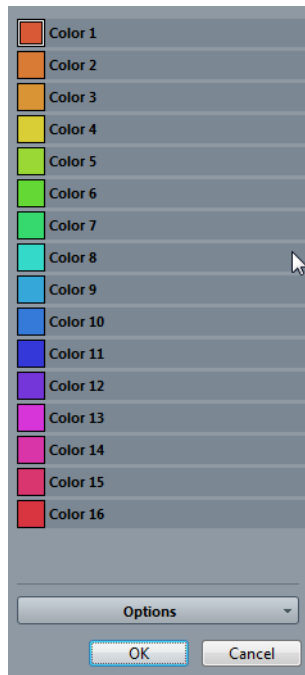 Color 1
Color 2
Color 3
Color 4
Color 5
Color 6
Color 7
Color 8
Color 9
Color 10
Color 11
Color 12
Color 13
Color 14
Color 15
Color 16
Options
OK Cancel